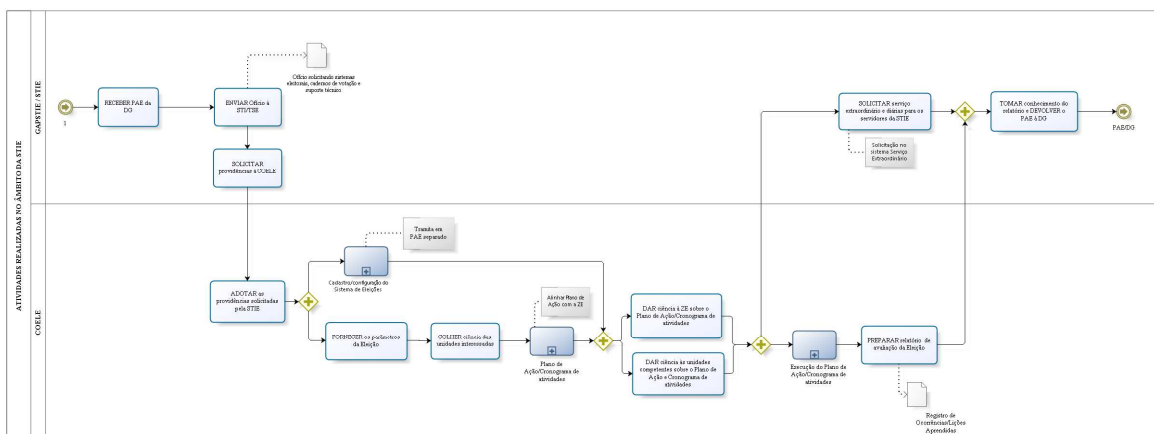 ATIVIDADES REALIZADAS NO ÂMBITO DA STIE
GAPSTIE / STIE
1
RECEBER PAE da
DG
ENVIAR Ofício à
STI/TSE
Ofício solicitando sistemas
eleitorais, cadernos de votação e
suporte técnico
SOLICITAR
providências à COELE
SOLICITAR serviço
extraordinário e diárias para os
servidores da STIE
Solicitação no
sistema Serviço
Extraordinário
TOMAR conhecimento do
relatório e DEVOLVER o
PAE à DG
PAE/DG
COELE
ADOTAR as
providências solicitadas
pela STIE
Tramita em
PAE separado
Cadastro/configuração do
Sistema de Eleições
FORNECER os parâmetros
da Eleição
COLHER ciência das
unidades interessadas
Alinhar Plano de
Ação com a ZE
Plano de
Ação/Cronograma de
atividades
DAR ciência à ZE sobre o
Plano de Ação/Cronograma de
atividades
DAR ciência às unidades
competentes sobre o Plano de
Ação e Cronograma de
atividades
Execução do Plano de
Ação/Cronograma de
atividades
PREPARAR relatório de
avaliação da Eleição
Registro de
Ocorrências/Lições
Aprendidas